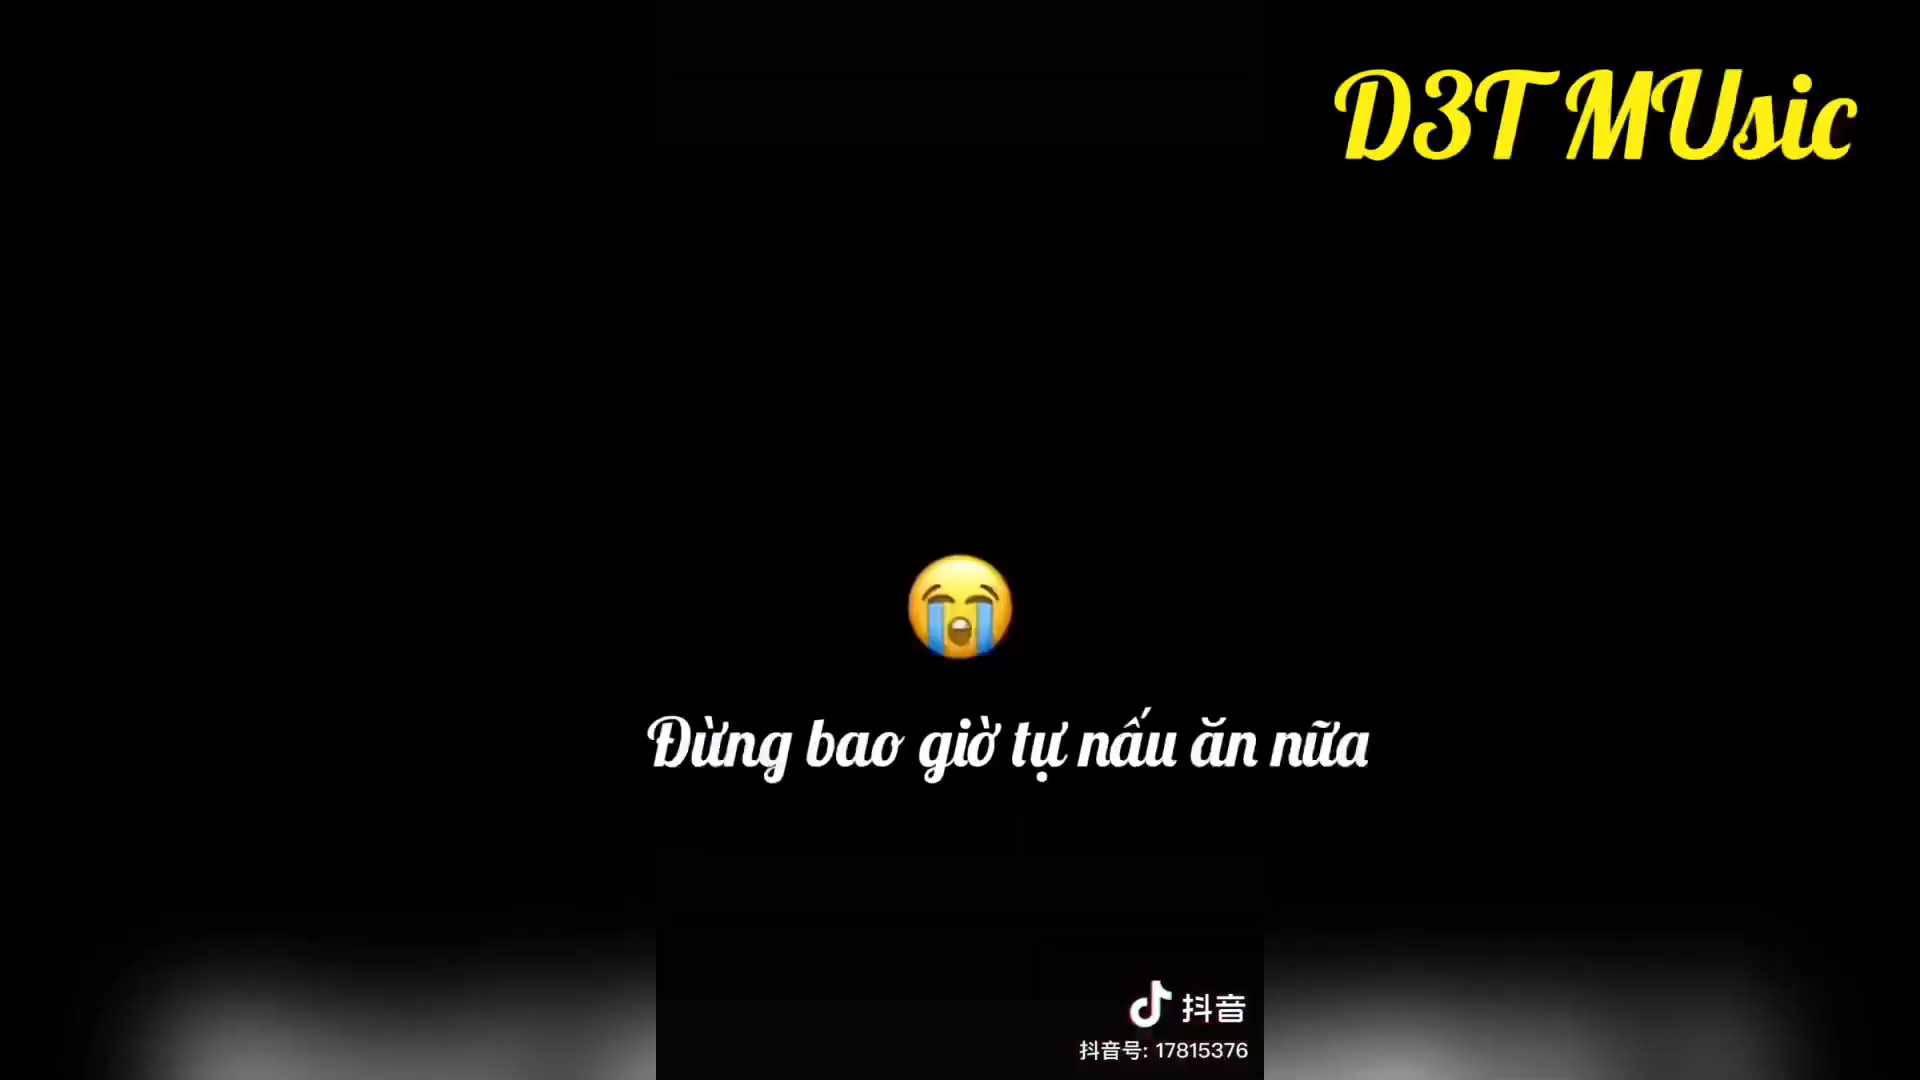 D3T MUsic
Đừng bao giờ tự nấu ăn nữa
抖音
抖音号: 17815376